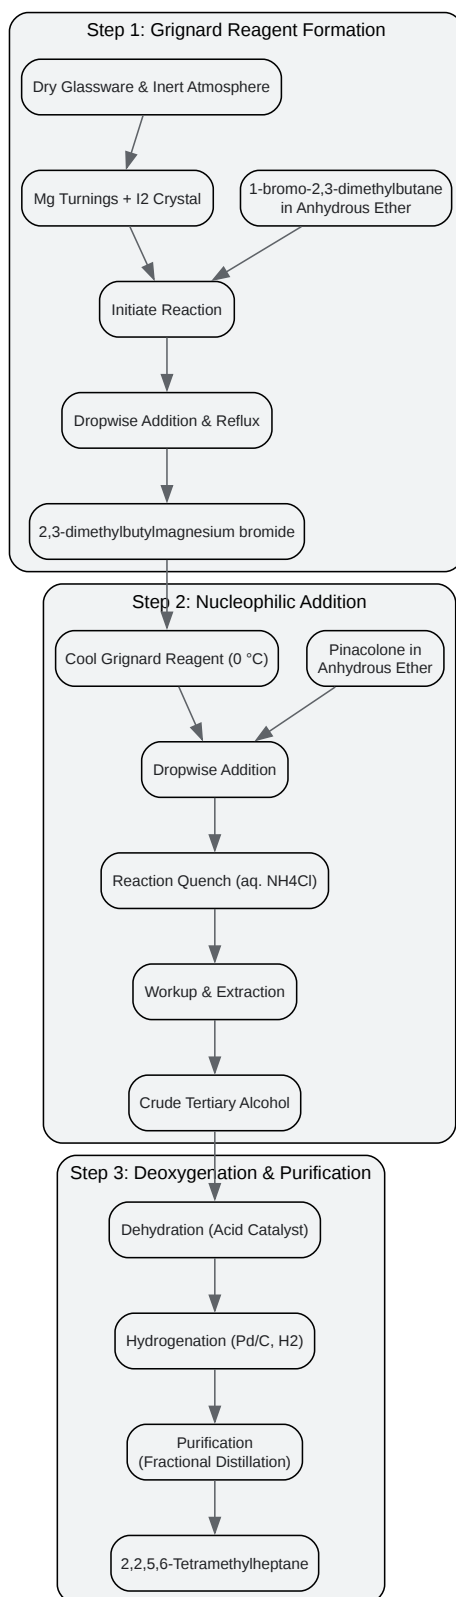 Step 1: Grignard Reagent Formation
Dry Glassware & Inert Atmosphere
Mg Turnings + I2 Crystal
1-bromo-2,3-dimethylbutane
in Anhydrous Ether
Initiate Reaction
Dropwise Addition & Reflux
2,3-dimethylbutylmagnesium bromide
Step 2: Nucleophilic Addition
Cool Grignard Reagent (0 °C)
Pinacolone in
Anhydrous Ether
Dropwise Addition
Reaction Quench (aq. NH4Cl)
Workup & Extraction
Crude Tertiary Alcohol
Step 3: Deoxygenation & Purification
Dehydration (Acid Catalyst)
Hydrogenation (Pd/C, H2)
Purification
(Fractional Distillation)
2,2,5,6-Tetramethylheptane